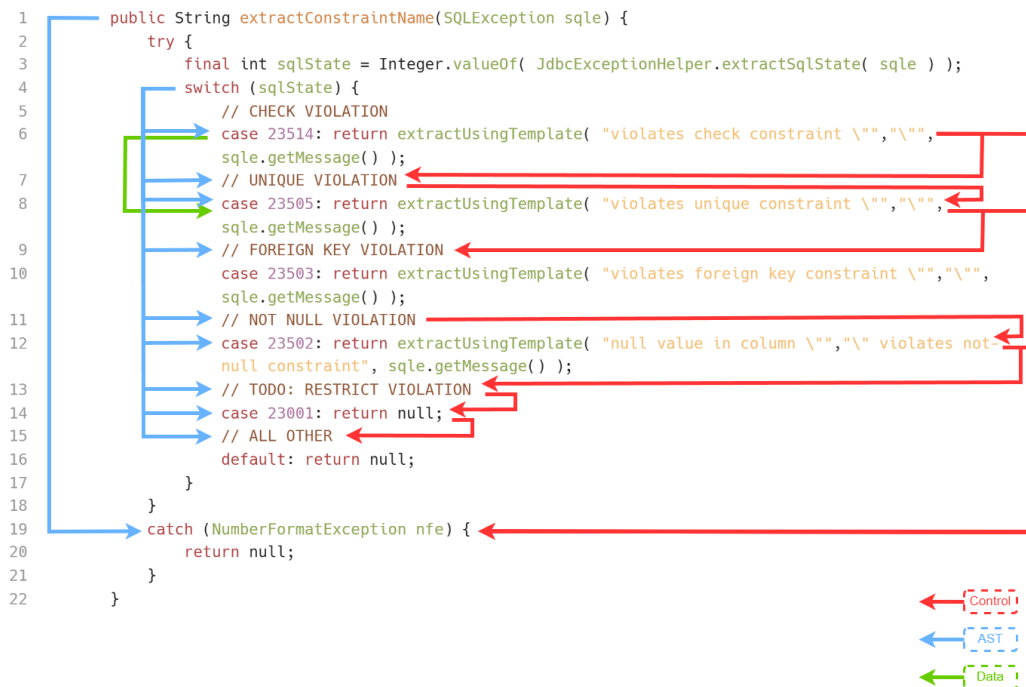 1 public String extractConstraintName(SQLException sqle) {
2 try {
3 final int sqlState = Integer.valueOf( JdbcExceptionHelper.extractSqlState( sqle ) );
4 switch (sqlState) {
5 // CHECK VIOLATION
6 case 23514: return extractUsingTemplate( "violates check constraint \"","\"",
sqle.getMessage() );
7 // UNIQUE VIOLATION
8 case 23505: return extractUsingTemplate( "violates unique constraint \"","\"",
sqle.getMessage() );
9 // FOREIGN KEY VIOLATION
10 case 23503: return extractUsingTemplate( "violates foreign key constraint \"","\"",
sqle.getMessage() );
11 // NOT NULL VIOLATION
12 case 23502: return extractUsingTemplate( "null value in column \"","\" violates not-
null constraint", sqle.getMessage() );
13 // TODO: RESTRICT VIOLATION
14 case 23001: return null;
15 // ALL OTHER
16 default: return null;
17 }
18 }
19 catch (NumberFormatException nfe) {
20 return null;
21 }
22 }
Control
AST
Data